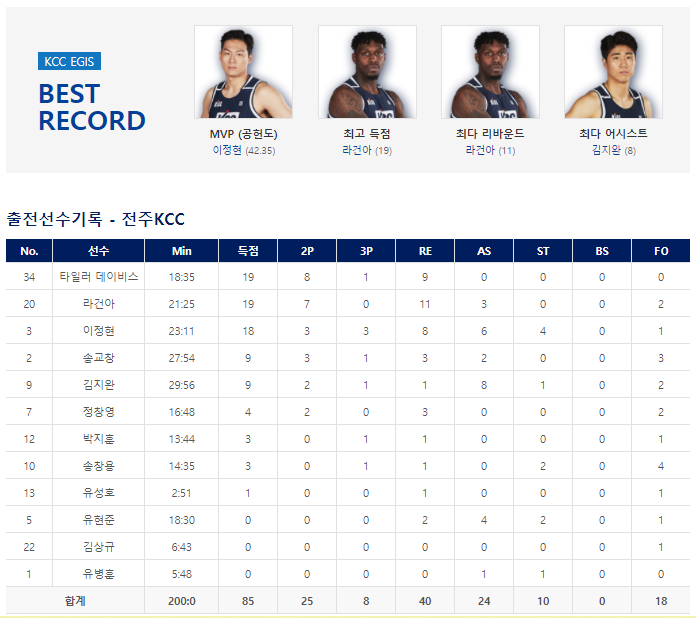 KCC EGIS
BEST
RECORD
MVP (공헌도) 최고 득점 최다 리바운드 최다 어시스트
이정현 (42.35) 라건아 (19) 라건아 (11) 김지완 (8)
출전선수기록 - 전주KCC
No. 선수 Min 득점 2P 3P RE AS ST BS FO
34 타일러 데이비스 18:35 19 8 1 9 0 0 0 0
20 라건아 21:25 19 7 0 11 3 0 0 2
3 이정현 23:11 18 3 3 8 6 4 0 1
2 송교창 27:54 9 3 1 3 2 0 0 3
9 김지완 29:56 9 2 1 1 8 1 0 2
7 정창영 16:48 4 2 0 3 0 0 0 2
12 박지훈 13:44 3 0 1 1 0 0 0 1
10 송창용 14:35 3 0 1 1 0 2 0 4
13 유성호 2:51 1 0 0 1 0 0 0 1
5 유현준 18:30 0 0 0 2 4 2 0 1
22 김상규 6:43 0 0 0 0 0 0 0 1
1 유병훈 5:48 0 0 0 0 1 1 0 0
합계 200:0 85 25 8 40 24 10 0 18